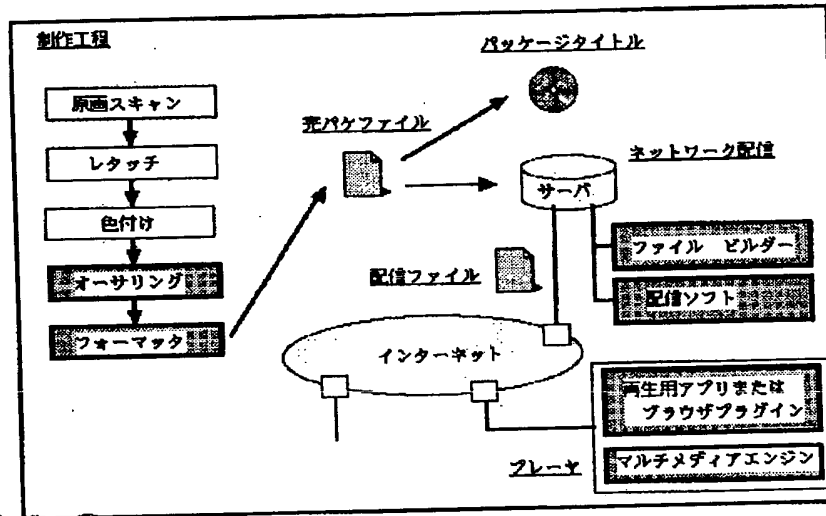 制作工程
原画スキャン
レタッチ
色付け
オーサリング
フォーマッタ
完パケファイル
パッケージタイトル
ネットワーク配信
サーバ
ファイル ビルダー
配信ソフト
配信ファイル
インターネット
再生用アプリまたは
ブラウザプラグイン
マルチメディアエンジン
プレーヤ